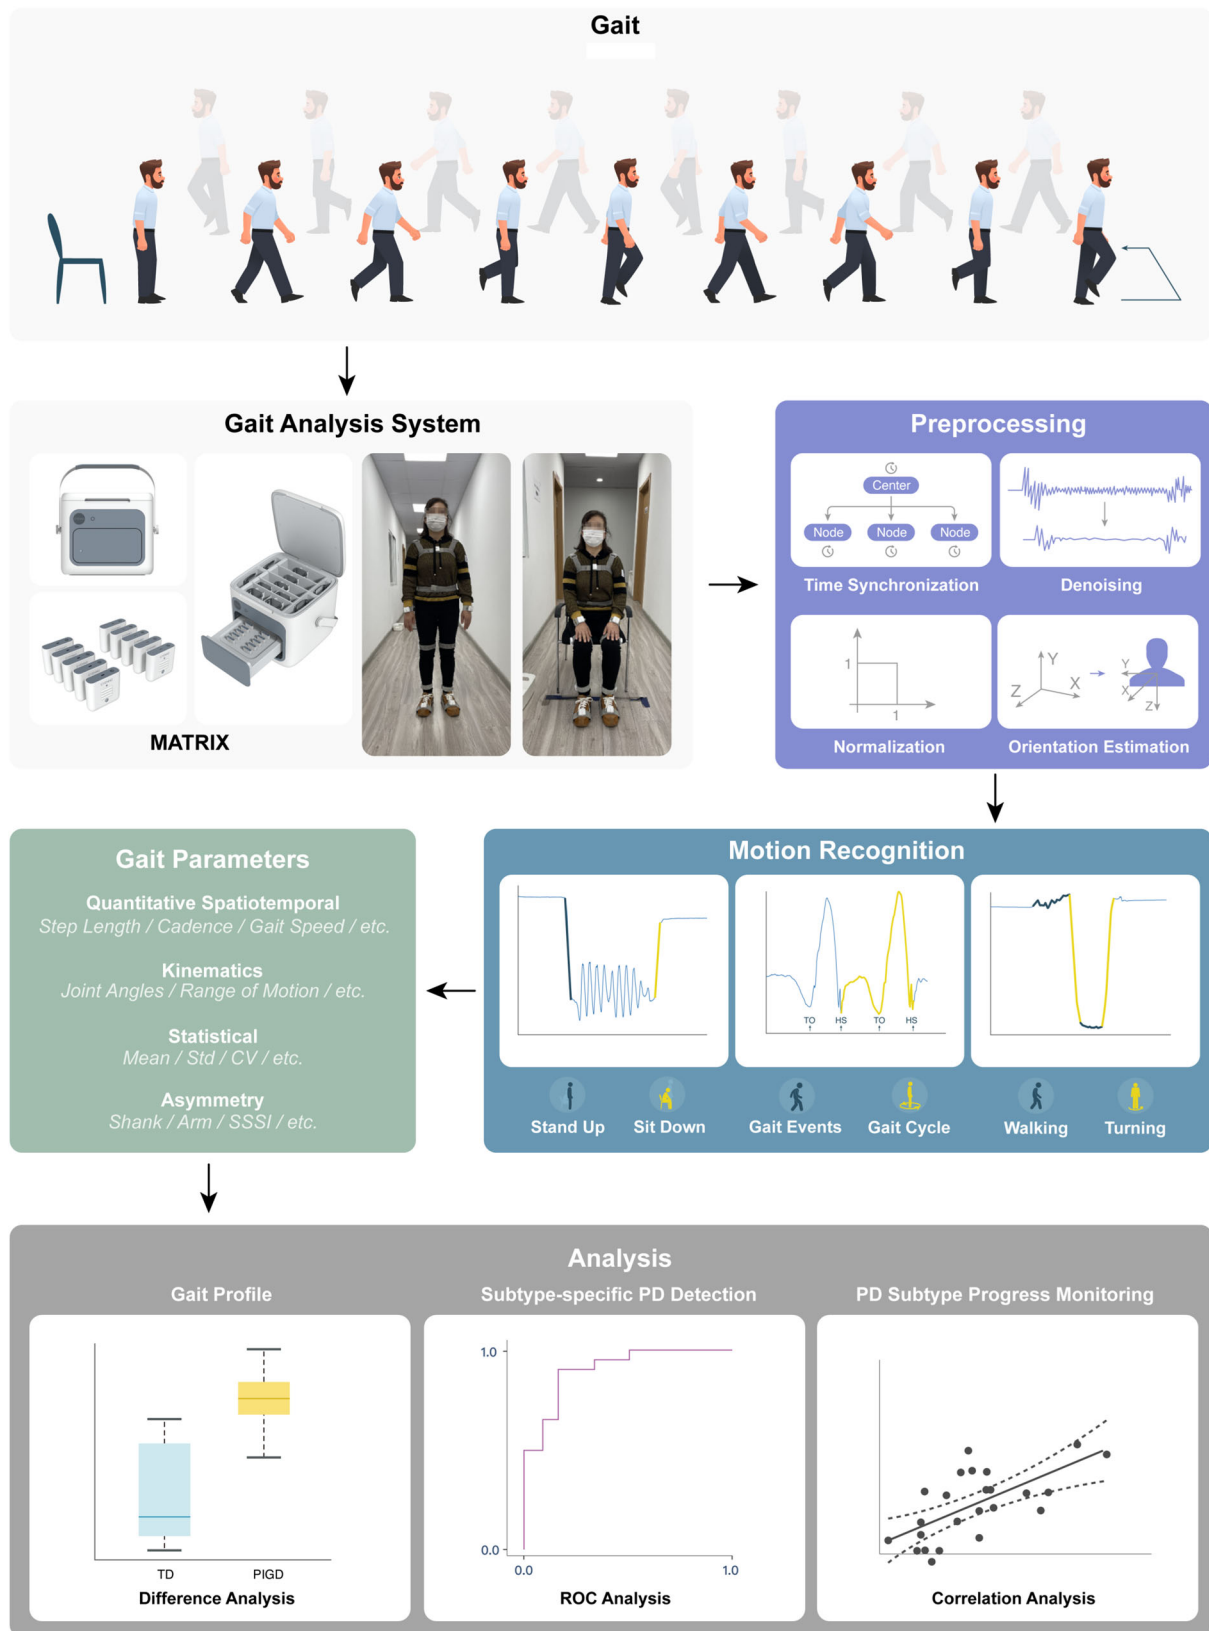 Gait
Gait Analysis System
MATRIX
Preprocessing
Center
Node Node Node
Time Synchronization
Denoising
1
1
Normalization
Y
Z
X
Y
X
Z
Orientation Estimation
Gait Parameters
Quantitative Spatiotemporal
Step Length / Cadence / Gait Speed / etc.
Kinematics
Joint Angles / Range of Motion / etc.
Statistical
Mean / Std / CV / etc.
Asymmetry
Shank / Arm / SSSI / etc.
Motion Recognition
TO HS TO HS
Stand Up
Sit Down
Gait Events
Gait Cycle
Walking
Turning
Analysis
Gait Profile
TD PIGD
Difference Analysis
Subtype-specific PD Detection
1.0
0.0
0.0 1.0
ROC Analysis
PD Subtype Progress Monitoring
Correlation Analysis